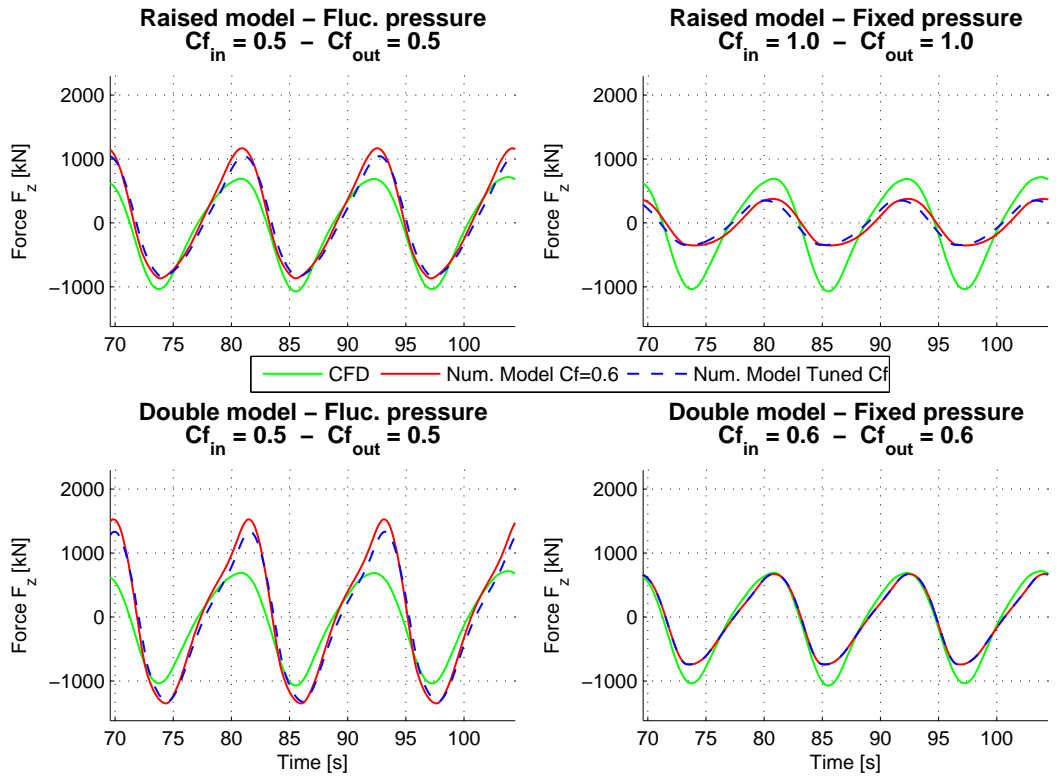 Raised model – Fluc. pressure
Cf_in = 0.5 – Cf_out = 0.5
Raised model – Fixed pressure
Cf_in = 1.0 – Cf_out = 1.0
Force F_z [kN]
2000
1000
0
−1000
70 75 80 85 90 95 100
Force F_z [kN]
2000
1000
0
−1000
70 75 80 85 90 95 100
CFD Num. Model Cf=0.6 Num. Model Tuned Cf
Double model – Fluc. pressure
Cf_in = 0.5 – Cf_out = 0.5
Double model – Fixed pressure
Cf_in = 0.6 – Cf_out = 0.6
Force F_z [kN]
2000
1000
0
−1000
70 75 80 85 90 95 100
Time [s]
Force F_z [kN]
2000
1000
0
−1000
70 75 80 85 90 95 100
Time [s]